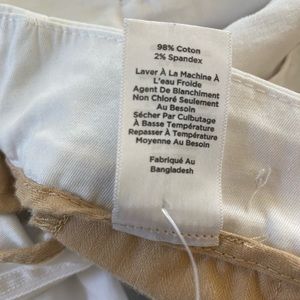 98% Coton
2% Spandex
Laver À La Machine À
L'eau Froide
Agent De Blanchiment
Non Chloré Seulement
Au Besoin
Sécher Par Culbutage
À Basse Température
Repasser À Température
Moyenne Au Besoin
Fabriqué Au
Bangladesh